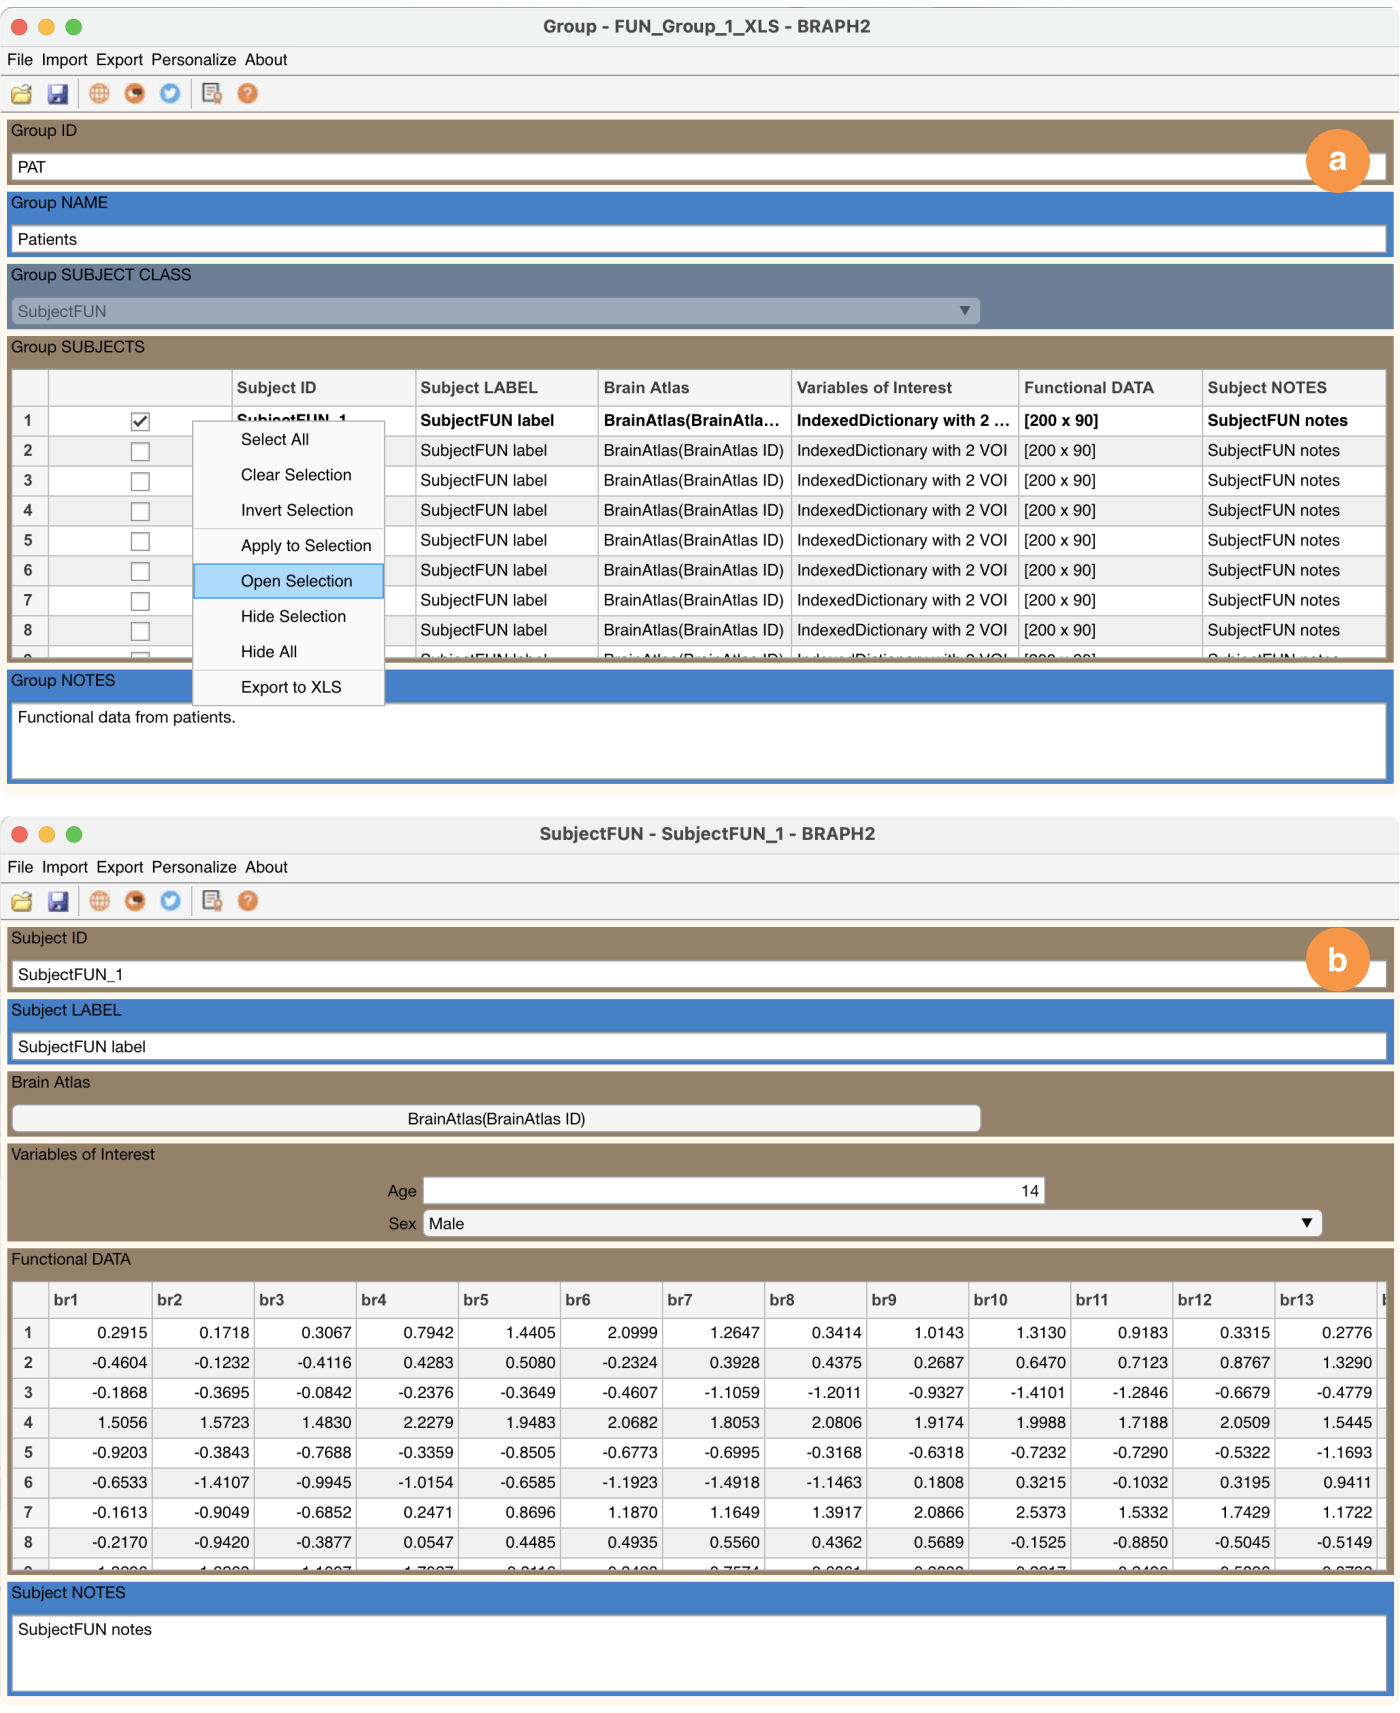 Group - FUN_Group_1_XLS - BRAPH2
File Import Export Personalize About
Group ID
a
PAT
Group NAME
Patients
Group SUBJECT CLASS
SubjectFUN ▼
Group SUBJECTS
Subject ID Subject LABEL Brain Atlas Variables of Interest Functional DATA Subject NOTES
1 SubjectFUN_1 SubjectFUN label BrainAtlas(BrainAtla... IndexedDictionary with 2 ... [200 x 90] SubjectFUN notes
2 SubjectFUN label BrainAtlas(BrainAtlas ID) IndexedDictionary with 2 VOI [200 x 90] SubjectFUN notes
3 SubjectFUN label BrainAtlas(BrainAtlas ID) IndexedDictionary with 2 VOI [200 x 90] SubjectFUN notes
4 SubjectFUN label BrainAtlas(BrainAtlas ID) IndexedDictionary with 2 VOI [200 x 90] SubjectFUN notes
5 SubjectFUN label BrainAtlas(BrainAtlas ID) IndexedDictionary with 2 VOI [200 x 90] SubjectFUN notes
6 SubjectFUN label BrainAtlas(BrainAtlas ID) IndexedDictionary with 2 VOI [200 x 90] SubjectFUN notes
7 SubjectFUN label BrainAtlas(BrainAtlas ID) IndexedDictionary with 2 VOI [200 x 90] SubjectFUN notes
8 SubjectFUN label BrainAtlas(BrainAtlas ID) IndexedDictionary with 2 VOI [200 x 90] SubjectFUN notes
Select All
Clear Selection
Invert Selection
Apply to Selection
Open Selection
Hide Selection
Hide All
Export to XLS
Group NOTES
Functional data from patients.
SubjectFUN - SubjectFUN_1 - BRAPH2
File Import Export Personalize About
Subject ID
b
SubjectFUN_1
Subject LABEL
SubjectFUN label
Brain Atlas
BrainAtlas(BrainAtlas ID)
Variables of Interest
Age 14
Sex Male ▼
Functional DATA
br1 br2 br3 br4 br5 br6 br7 br8 br9 br10 br11 br12 br13
1 0.2915 0.1718 0.3067 0.7942 1.4405 2.0999 1.2647 0.3414 1.0143 1.3130 0.9183 0.3315 0.2776
2 -0.4604 -0.1232 -0.4116 0.4283 0.5080 -0.2324 0.3928 0.4375 0.2687 0.6470 0.7123 0.8767 1.3290
3 -0.1868 -0.3695 -0.0842 -0.2376 -0.3649 -0.4607 -1.1059 -1.2011 -0.9327 -1.4101 -1.2846 -0.6679 -0.4779
4 1.5056 1.5723 1.4830 2.2279 1.9483 2.0682 1.8053 2.0806 1.9174 1.9988 1.7188 2.0509 1.5445
5 -0.9203 -0.3843 -0.7688 -0.3359 -0.8505 -0.6773 -0.6995 -0.3168 -0.6318 -0.7232 -0.7290 -0.5322 -1.1693
6 -0.6533 -1.4107 -0.9945 -1.0154 -0.6585 -1.1923 -1.4918 -1.1463 0.1808 0.3215 -0.1032 0.3195 0.9411
7 -0.1613 -0.9049 -0.6852 0.2471 0.8696 1.1870 1.1649 1.3917 2.0866 2.5373 1.5332 1.7429 1.1722
8 -0.2170 -0.9420 -0.3877 0.0547 0.4485 0.4935 0.5560 0.4362 0.5689 -0.1525 -0.8850 -0.5045 -0.5149
Subject NOTES
SubjectFUN notes